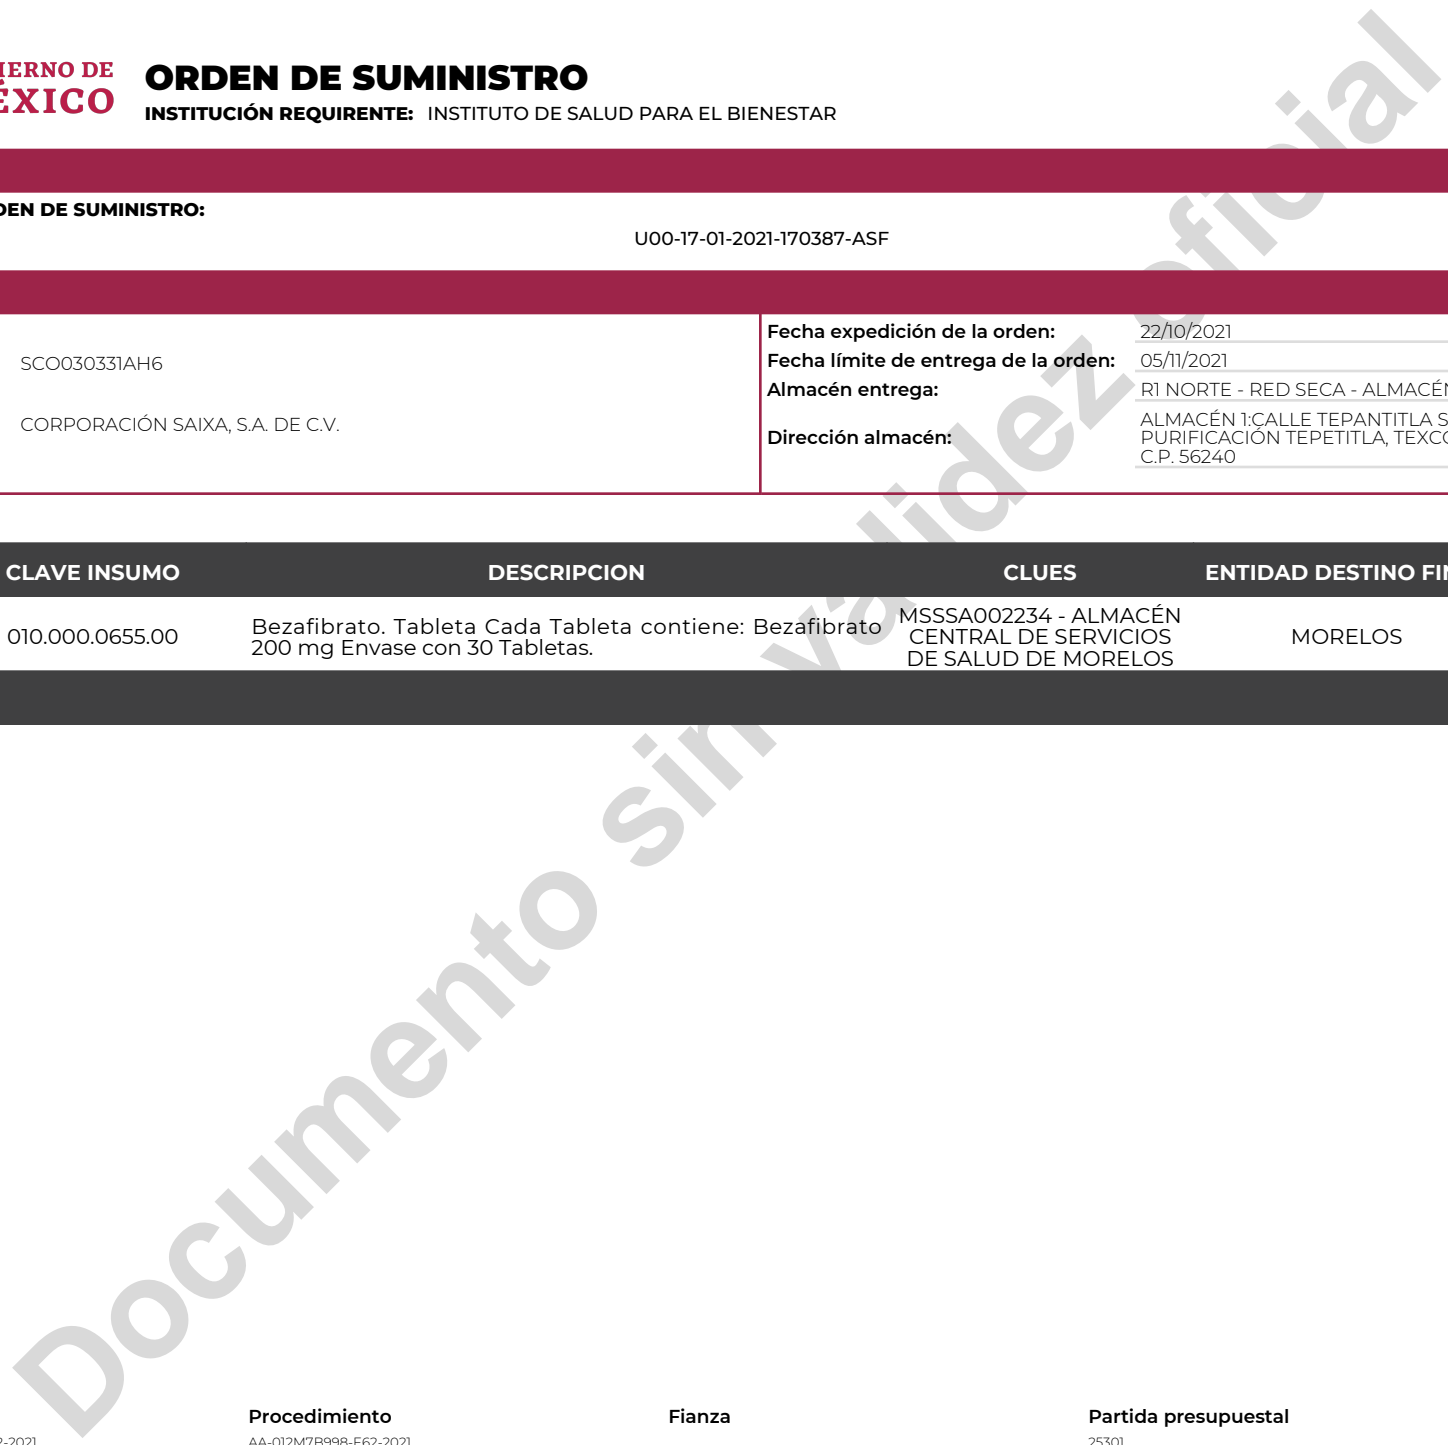 ORDEN DE SUMINISTRO
INSTITUCIÓN REQUIRENTE: INSTITUTO DE SALUD PARA EL BIENESTAR
IERNO DE
ÉXICO
DEN DE SUMINISTRO:
U00-17-01-2021-170387-ASF
SCO030331AH6
CORPORACIÓN SAIXA, S.A. DE C.V.
Fecha expedición de la orden: 22/10/2021
Fecha límite de entrega de la orden: 05/11/2021
Almacén entrega: R1 NORTE - RED SECA - ALMACÉN
Dirección almacén: ALMACÉN 1:CALLE TEPANTITLA S
PURIFICACIÓN TEPETITLA, TEXCO
C.P. 56240
CLAVE INSUMO DESCRIPCION CLUES ENTIDAD DESTINO FIN
010.000.0655.00
Bezafibrato. Tableta Cada Tableta contiene: Bezafibrato
200 mg Envase con 30 Tabletas.
MSSSA002234 - ALMACÉN
CENTRAL DE SERVICIOS
DE SALUD DE MORELOS
MORELOS
Documento sin validez oficial
Procedimiento Fianza Partida presupuestal
2-2021 AA-012M7B998-E62-2021 25301